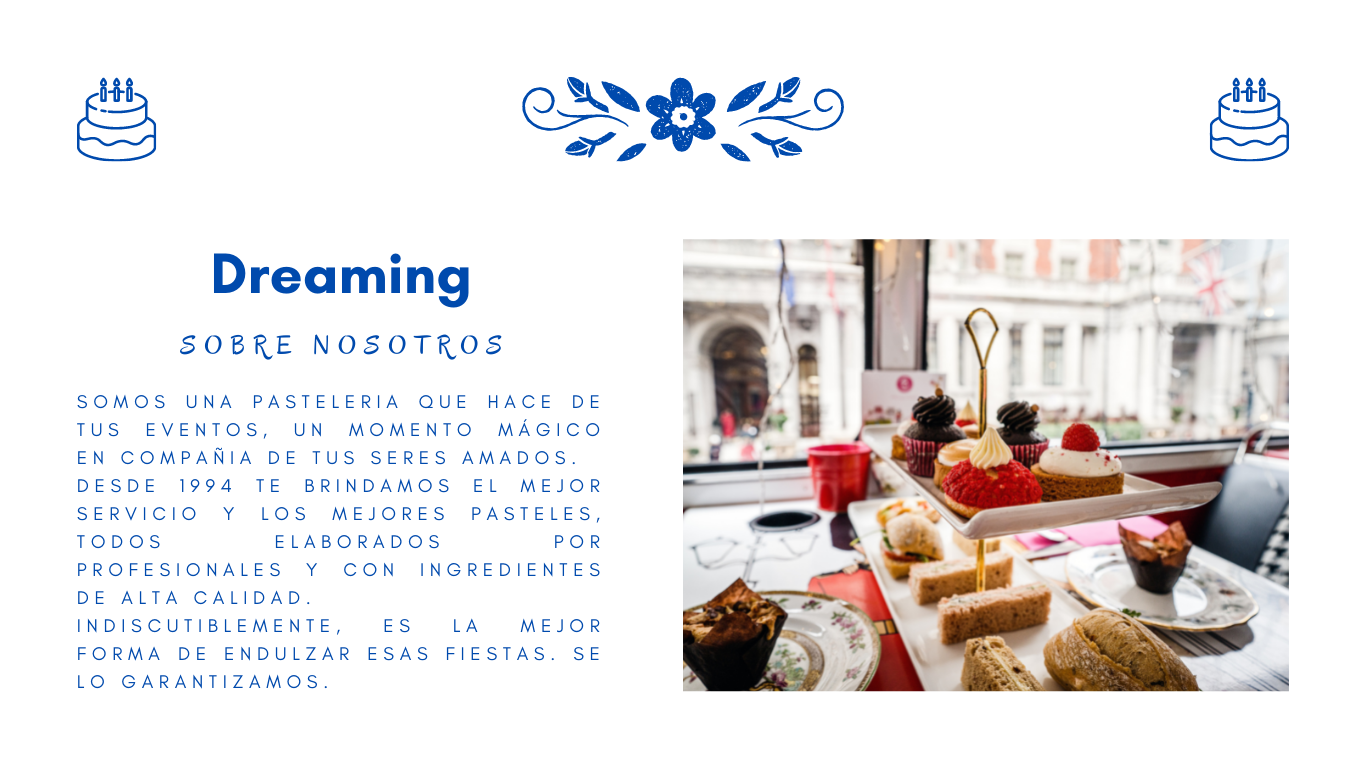 Dreaming
SOBRE NOSOTROS
SOMOS UNA PASTELERIA QUE HACE DE
TUS EVENTOS, UN MOMENTO MÁGICO
EN COMPAÑIA DE TUS SERES AMADOS.
DESDE 1994 TE BRINDAMOS EL MEJOR
SERVICIO Y LOS MEJORES PASTELES,
TODOS ELABORADOS POR
PROFESIONALES Y CON INGREDIENTES
DE ALTA CALIDAD.
INDISCUTIBLEMENTE, ES LA MEJOR
FORMA DE ENDULZAR ESAS FIESTAS. SE
LO GARANTIZAMOS.